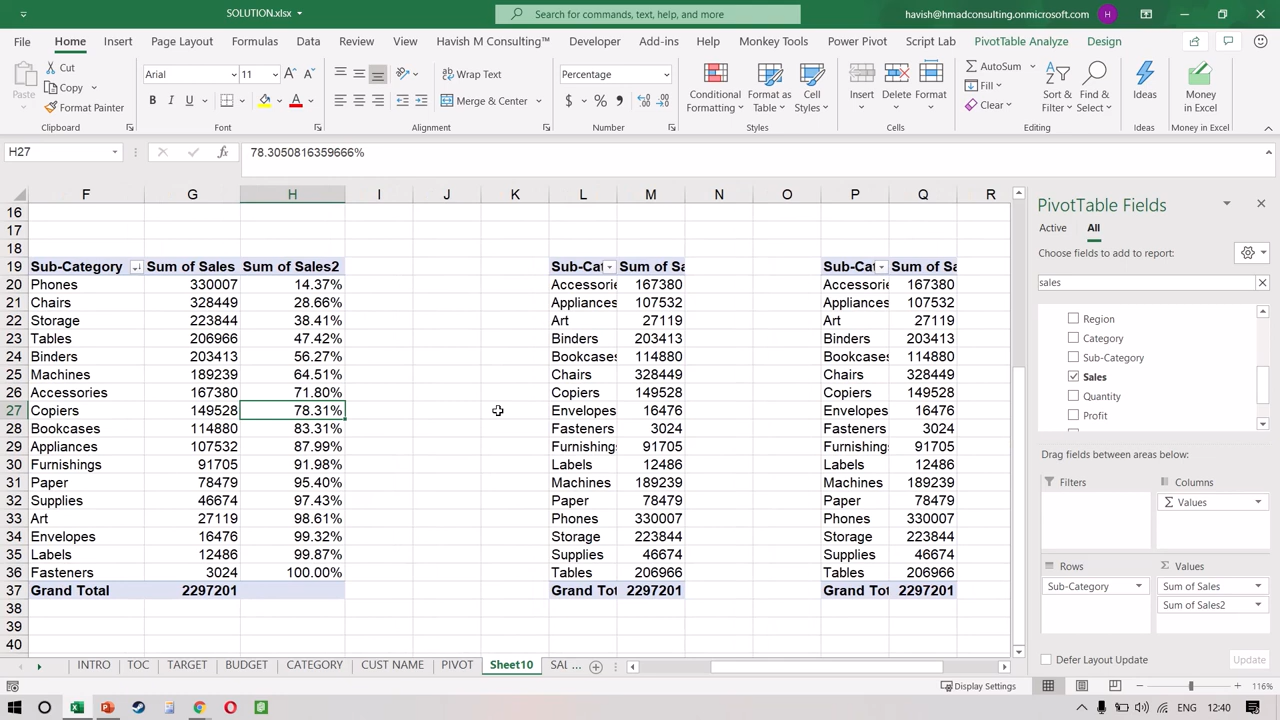 SOLUTION.xlsx
Search for commands, text, help, and more
havish@hmadconsulting.onmicrosoft.com
H
File Home Insert Page Layout Formulas Data Review View Havish M Consulting™ Developer Add-ins Help Monkey Tools Power Pivot Script Lab PivotTable Analyze Design
Paste
Cut
Copy
Format Painter
Clipboard
Arial 11
B I U
Font
Wrap Text
Merge & Center
Alignment
Percentage
$ % ,
Number
Conditional Formatting
Format as Table
Cell Styles
Styles
Insert
Delete
Format
Cells
AutoSum
Fill
Clear
Sort & Filter
Find & Select
Editing
Ideas
Ideas
Money in Excel
Money in Excel
H27 fx 78.3050816359666%
F G H I J K L M N O P Q R
16
17
18
19 Sub-Category Sum of Sales Sum of Sales2 Sub-Cat Sum of Sa Sub-Cat Sum of Sa
20 Phones 330007 14.37% Accessorie 167380 Accessorie 167380
21 Chairs 328449 28.66% Appliances 107532 Appliances 107532
22 Storage 223844 38.41% Art 27119 Art 27119
23 Tables 206966 47.42% Binders 203413 Binders 203413
24 Binders 203413 56.27% Bookcases 114880 Bookcases 114880
25 Machines 189239 64.51% Chairs 328449 Chairs 328449
26 Accessories 167380 71.80% Copiers 149528 Copiers 149528
27 Copiers 149528 78.31% Envelopes 16476 Envelopes 16476
28 Bookcases 114880 83.31% Fasteners 3024 Fasteners 3024
29 Appliances 107532 87.99% Furnishings 91705 Furnishings 91705
30 Furnishings 91705 91.98% Labels 12486 Labels 12486
31 Paper 78479 95.40% Machines 189239 Machines 189239
32 Supplies 46674 97.43% Paper 78479 Paper 78479
33 Art 27119 98.61% Phones 330007 Phones 330007
34 Envelopes 16476 99.32% Storage 223844 Storage 223844
35 Labels 12486 99.87% Supplies 46674 Supplies 46674
36 Fasteners 3024 100.00% Tables 206966 Tables 206966
37 Grand Total 2297201 Grand Tot 2297201 Grand Tot 2297201
38
39
40
PivotTable Fields
Active All
Choose fields to add to report:
sales
Region
Category
Sub-Category
Sales
Quantity
Profit
Drag fields between areas below:
Filters
Columns
Σ Values
Rows
Sub-Category
Σ Values
Sum of Sales
Sum of Sales2
Defer Layout Update
Update
INTRO TOC TARGET BUDGET CATEGORY CUST NAME PIVOT Sheet10 SAL ...
Display Settings
116%
ENG 12:40